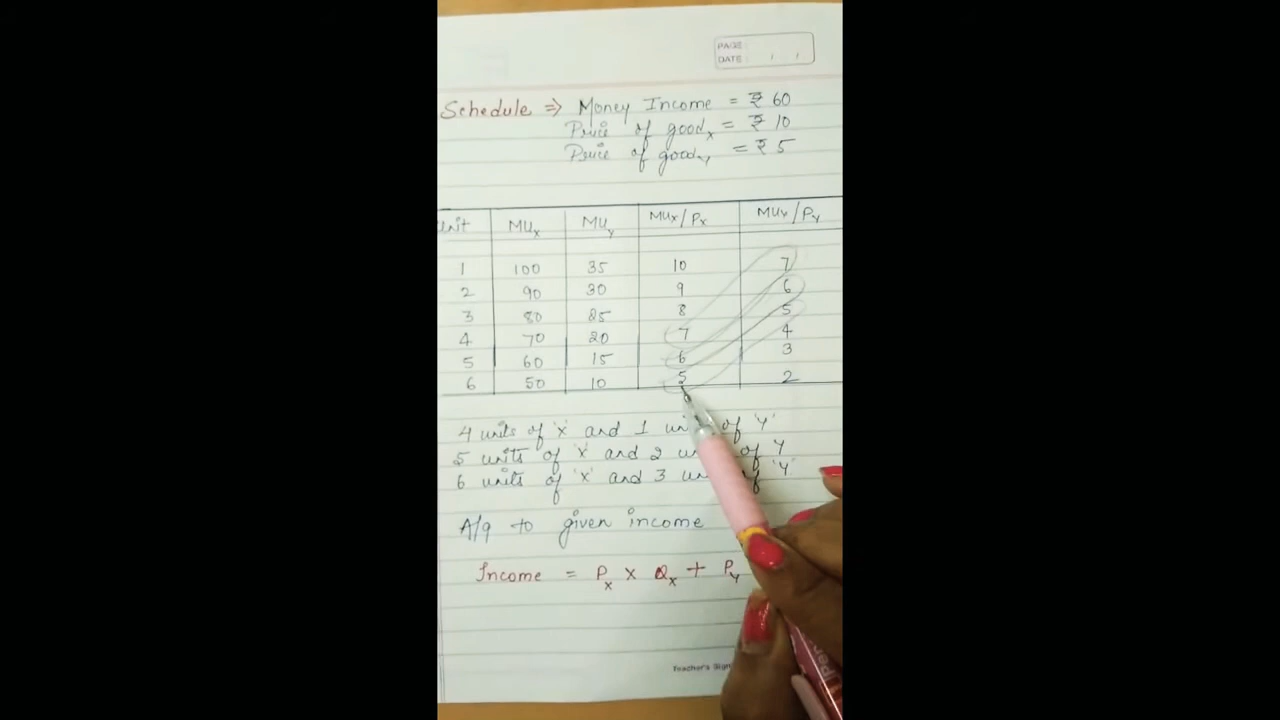 PAGE :
DATE : / /
Schedule ⇒ Money Income = ₹ 60
Price of goodx = ₹ 10
Price of goody = ₹ 5
Unit MUx MUy MUx/Px MUy/Py
1 100 35 10 7
2 90 30 9 6
3 80 25 8 5
4 70 20 7 4
5 60 15 6 3
6 50 10 5 2
4 units of 'x' and 1 of 'Y'
5 units of 'x' and 2 of Y
6 units of 'x' and 3 'Y'
A/q to given income
Income = Px × Qx + Py
Teacher's